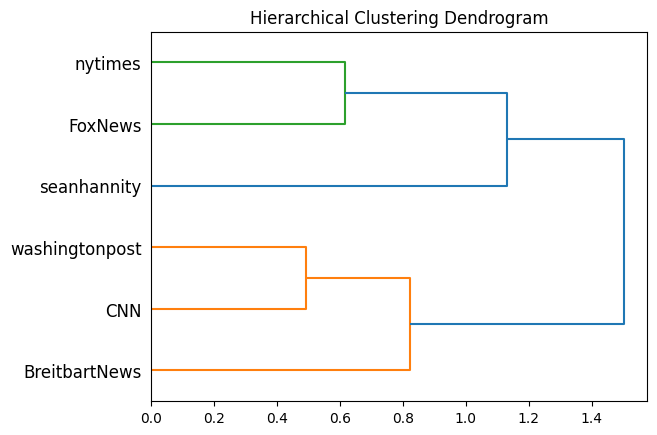 Hierarchical Clustering Dendrogram
nytimes
FoxNews
seanhannity
washingtonpost
CNN
BreitbartNews
0.0 0.2 0.4 0.6 0.8 1.0 1.2 1.4